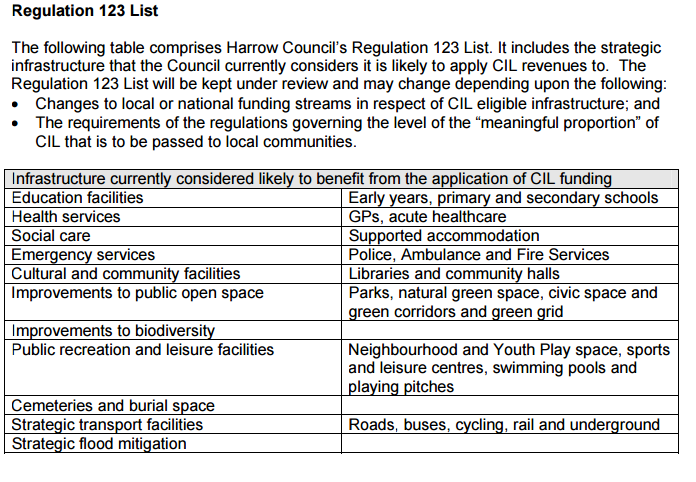 Regulation 123 List
The following table comprises Harrow Council's Regulation 123 List. It includes the strategic
infrastructure that the Council currently considers it is likely to apply CIL revenues to.  The
Regulation 123 List will be kept under review and may change depending upon the following:
• Changes to local or national funding streams in respect of CIL eligible infrastructure; and
• The requirements of the regulations governing the level of the “meaningful proportion” of
CIL that is to be passed to local communities.
Infrastructure currently considered likely to benefit from the application of CIL funding
Education facilities Early years, primary and secondary schools
Health services GPs, acute healthcare
Social care Supported accommodation
Emergency services Police, Ambulance and Fire Services
Cultural and community facilities Libraries and community halls
Improvements to public open space Parks, natural green space, civic space and
green corridors and green grid
Improvements to biodiversity
Public recreation and leisure facilities Neighbourhood and Youth Play space, sports
and leisure centres, swimming pools and
playing pitches
Cemeteries and burial space
Strategic transport facilities Roads, buses, cycling, rail and underground
Strategic flood mitigation